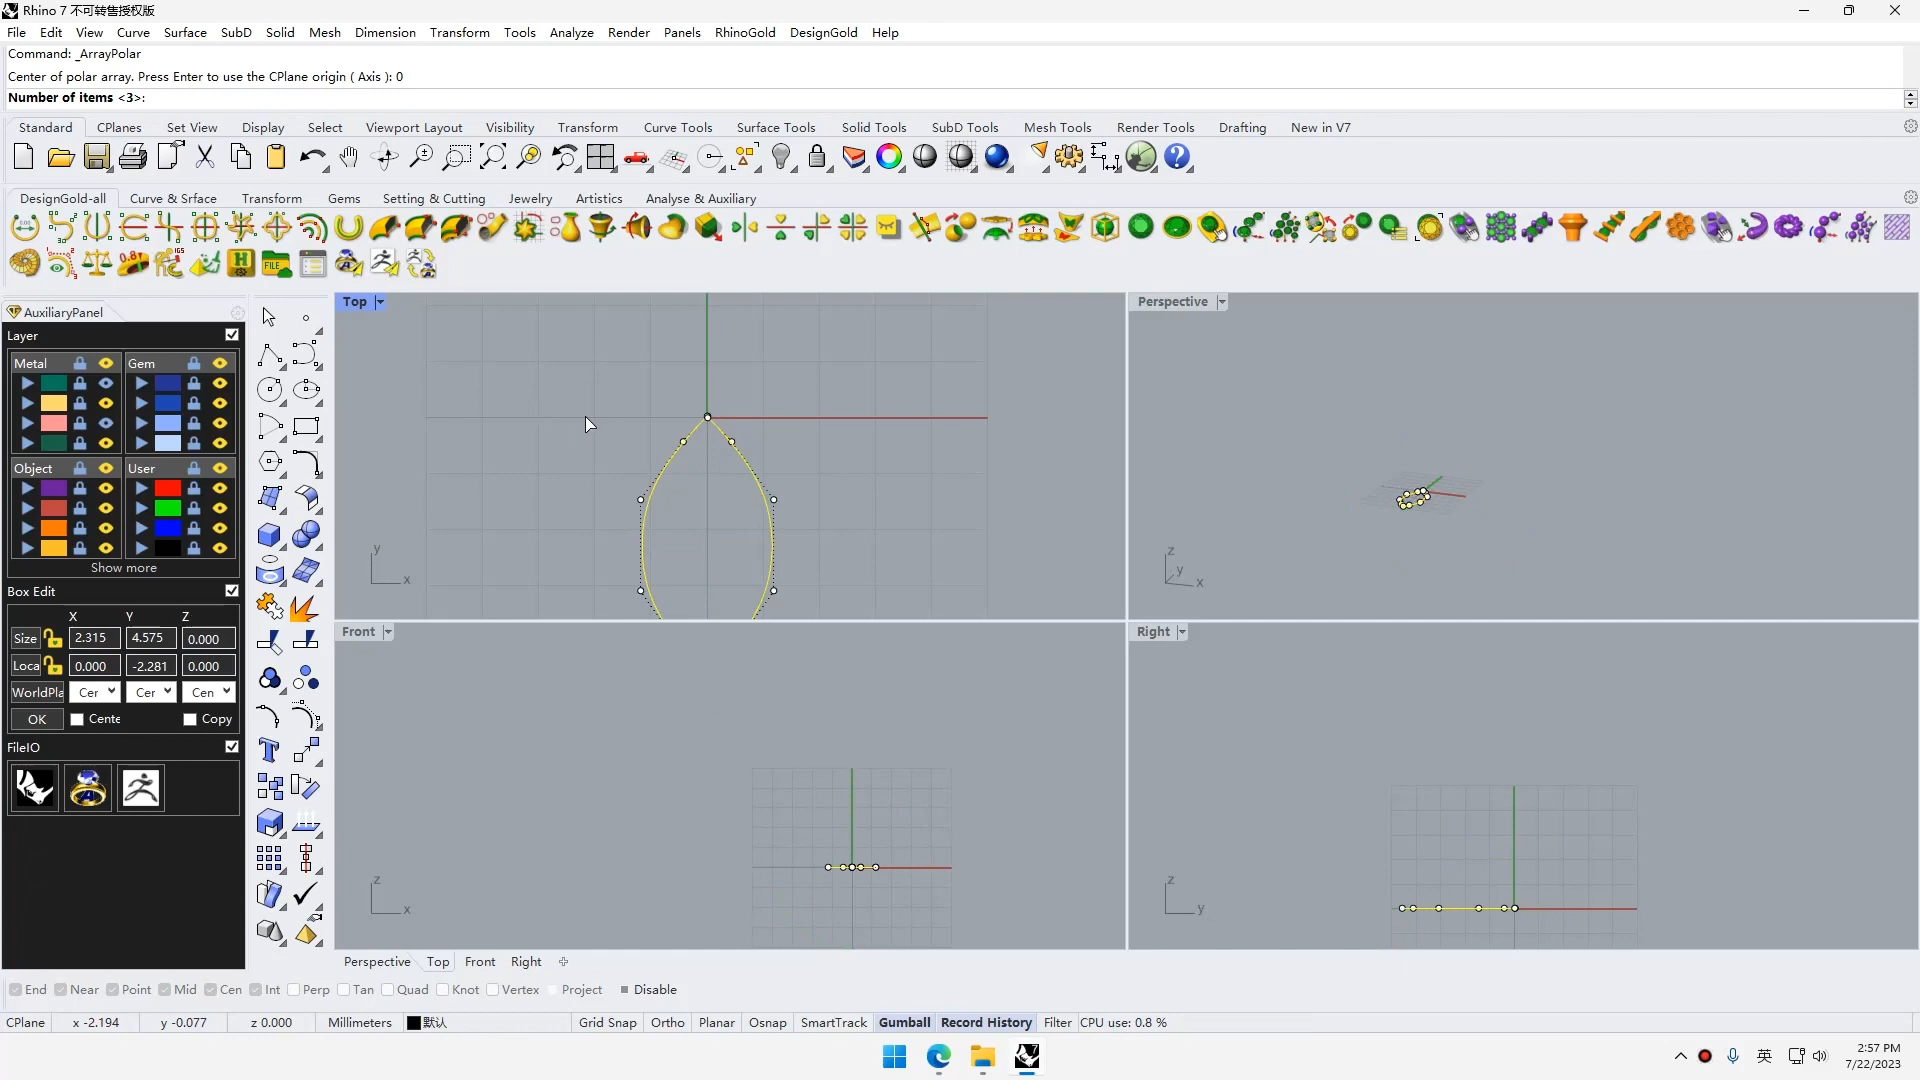 Rhino 7 不可转售授权版
File Edit View Curve Surface SubD Solid Mesh Dimension Transform Tools Analyze Render Panels RhinoGold DesignGold Help
Command: _ArrayPolar
Center of polar array. Press Enter to use the CPlane origin ( Axis ): 0
Number of items <3>:
Standard CPlanes Set View Display Select Viewport Layout Visibility Transform Curve Tools Surface Tools Solid Tools SubD Tools Mesh Tools Render Tools Drafting New in V7
DesignGold-all Curve & Srface Transform Gems Setting & Cutting Jewelry Artistics Analyse & Auxiliary
AuxiliaryPanel
Layer
Metal Gem
Object User
Show more
Box Edit
X Y Z
Size 2.315 4.575 0.000
Loca 0.000 -2.281 0.000
WorldPla Cer Cer Cen
OK Cente Copy
FileIO
Top
y
x
Perspective
z
y
x
Front
z
x
Right
z
y
Perspective Top Front Right
End Near Point Mid Cen Int Perp Tan Quad Knot Vertex Project Disable
CPlane x -2.194 y -0.077 z 0.000 Millimeters 默认 Grid Snap Ortho Planar Osnap SmartTrack Gumball Record History Filter CPU use: 0.8 %
英
2:57 PM
7/22/2023